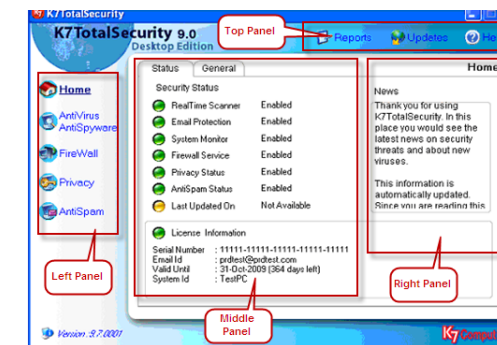 K7TotalSecurity
K7TotalSecurity 9.0
Desktop Edition
Top Panel
Reports
Updates
Home
AntiVirus
AntiSpyware
FireWall
Privacy
AntiSpam
Left Panel
Status General
Security Status
RealTime Scanner Enabled
Email Protection Enabled
System Monitor Enabled
Firewall Service Enabled
Privacy Status Enabled
AntiSpam Status Enabled
Last Updated On Not Available
License Information
Serial Number : 11111-11111-11111-11111-11111
Email Id : prdtest@prdtest.com
Valid Until : 31-Oct-2009 (364 days left)
System Id : TestPC
Middle
Panel
Home
News
Thank you for using
K7TotalSecurity. In this
place you would see the
latest news on security
threats and about new
viruses.
This information is
automatically updated.
Since you are reading this
Right Panel
Version :9.7.0001
K7